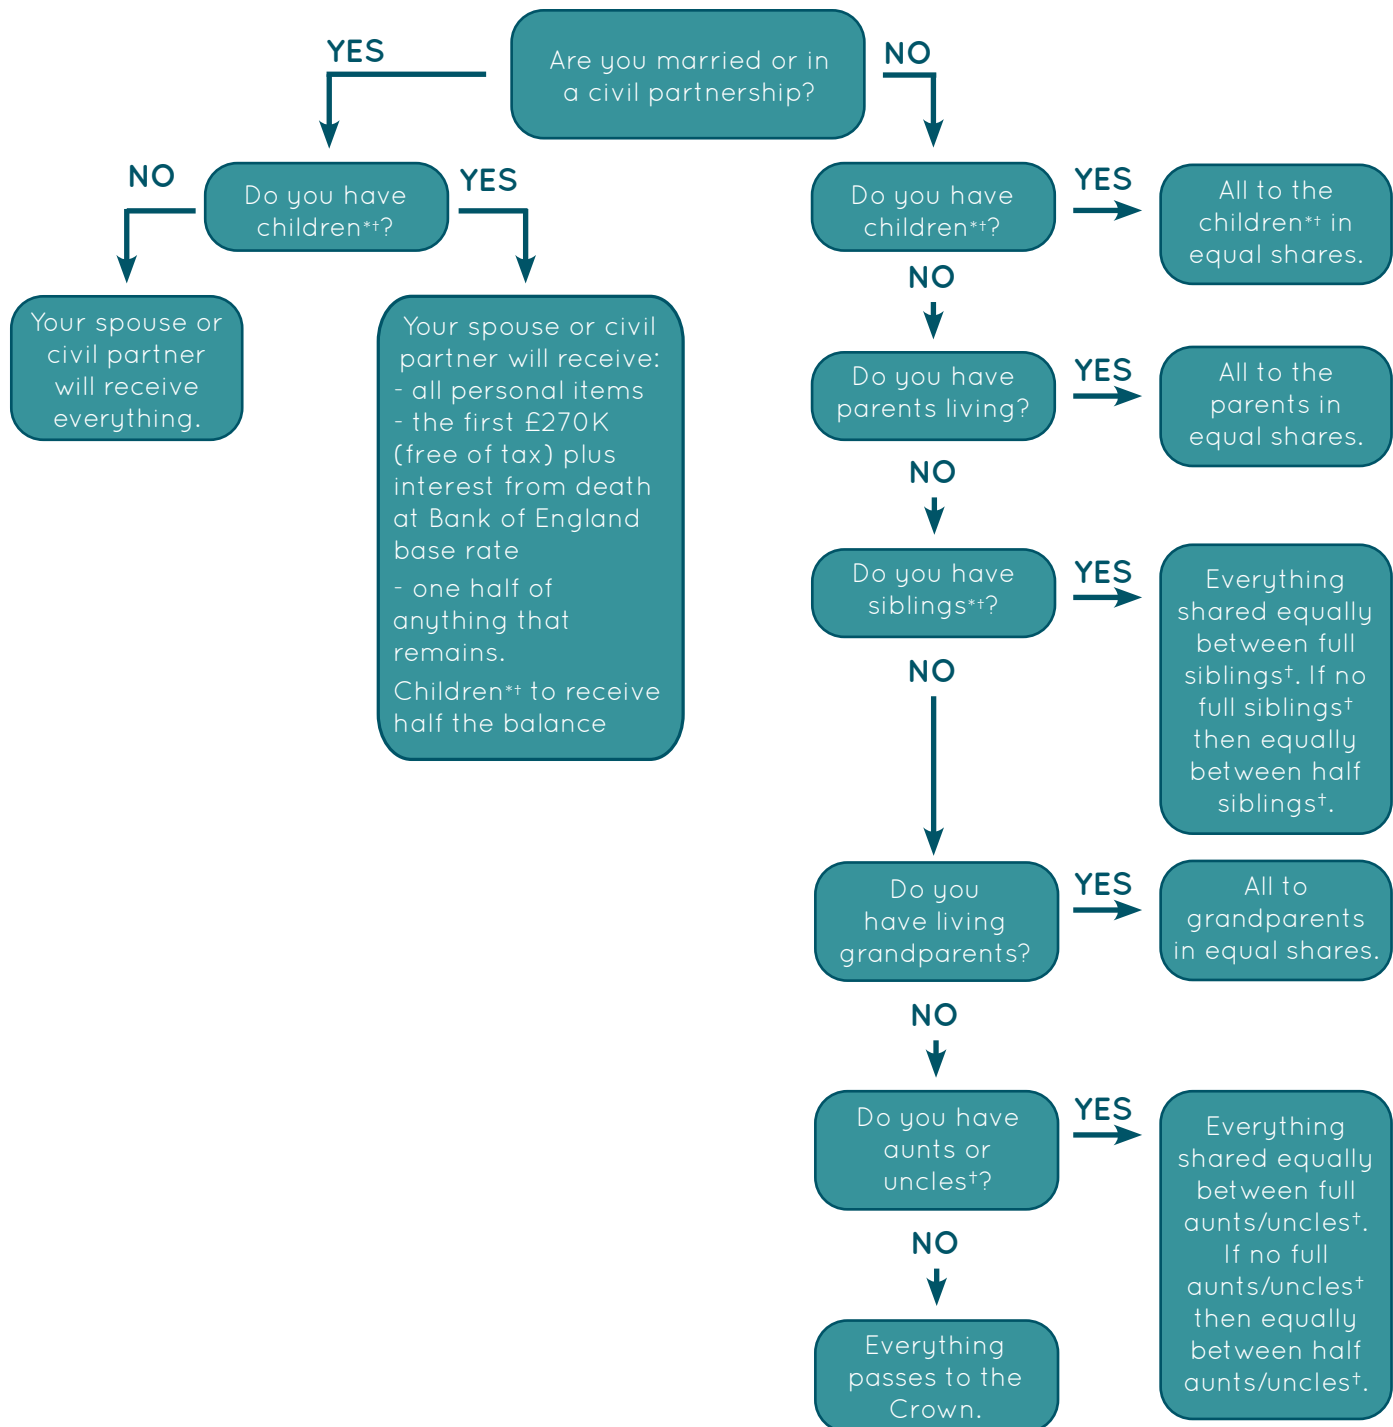 Are you married or in
a civil partnership?
YES
NO
Do you have
children*†?
NO
YES
Your spouse or
civil partner
will receive
everything.
Your spouse or civil
partner will receive:
- all personal items
- the first £270K
(free of tax) plus
interest from death
at Bank of England
base rate
- one half of
anything that
remains.
Children*† to receive
half the balance
Do you have
children*†?
YES
All to the
children*† in
equal shares.
NO
Do you have
parents living?
YES
All to the
parents in
equal shares.
NO
Do you have
siblings*†?
YES
Everything
shared equally
between full
siblings†. If no
full siblings†
then equally
between half
siblings†.
NO
Do you
have living
grandparents?
YES
All to
grandparents
in equal shares.
NO
Do you have
aunts or
uncles†?
YES
Everything
shared equally
between full
aunts/uncles†.
If no full
aunts/uncles†
then equally
between half
aunts/uncles†.
NO
Everything
passes to the
Crown.